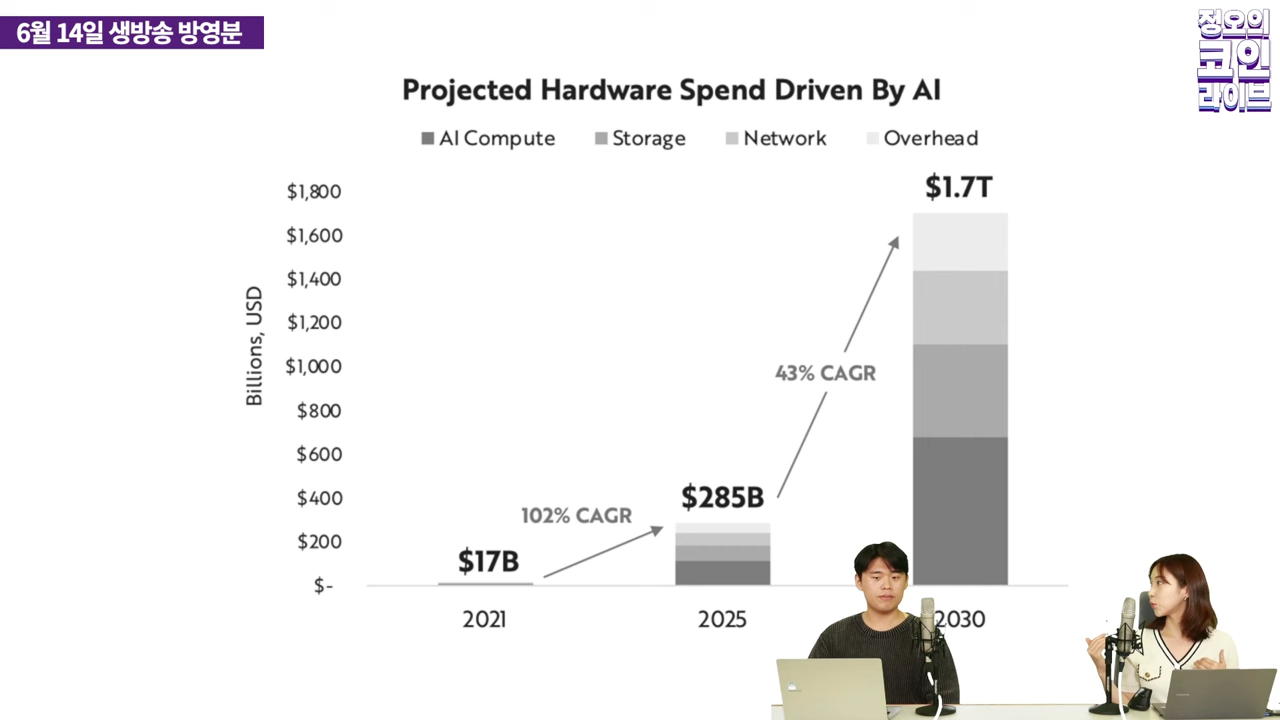 6월 14일 생방송 방영분
정오의
코인
라이브
Projected Hardware Spend Driven By AI
AI Compute Storage Network Overhead
$1,800
$1,600
$1,400
$1,200
$1,000
$800
$600
$400
$200
$-
Billions, USD
$17B
102% CAGR
$285B
43% CAGR
$1.7T
2021 2025 2030